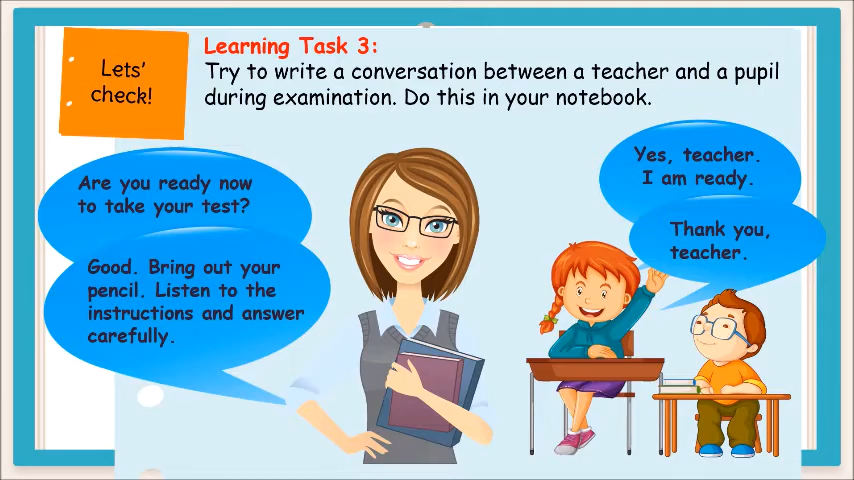 Lets'
check!
Learning Task 3:
Try to write a conversation between a teacher and a pupil
during examination. Do this in your notebook.
Are you ready now
to take your test?
Yes, teacher.
I am ready.
Good. Bring out your
pencil. Listen to the
instructions and answer
carefully.
Thank you,
teacher.